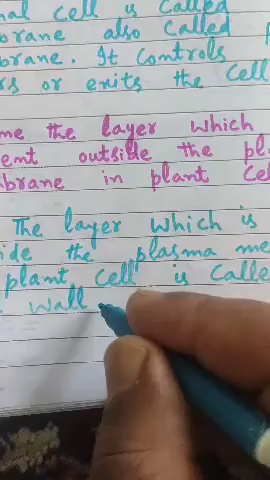 cell is called
brane also called
brane. It controls
rs or exits the cell
me the layer which
ent outside the pla
brane in plant cel
The layer which is
ide the plasma me
plant cell is calle
wall